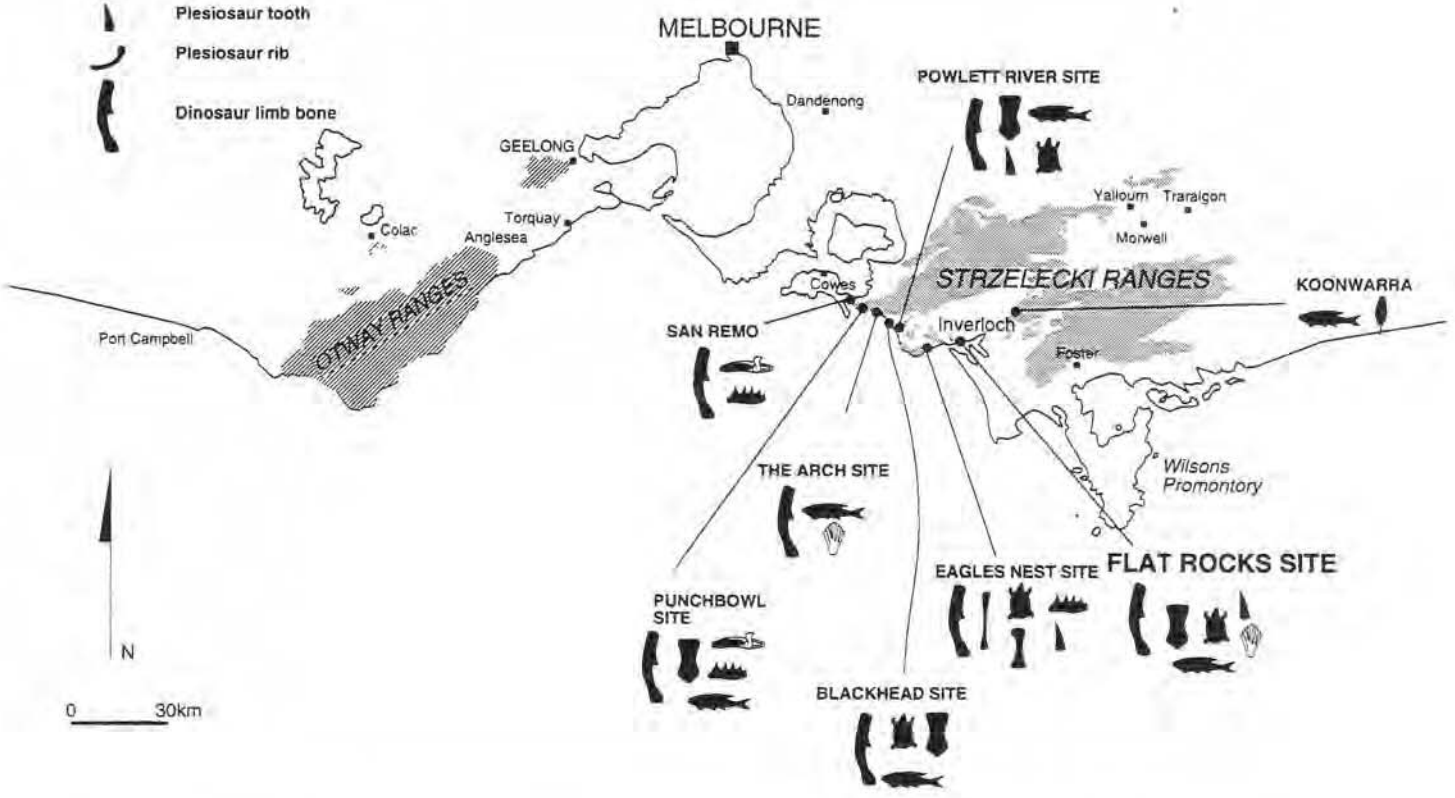 Plesiosaur tooth
Plesiosaur rib
Dinosaur limb bone
MELBOURNE
POWLETT RIVER SITE
Dandenong
GEELONG
Yallourn
Traralgon
Morwell
Torquay
Colac
Anglesea
STRZELECKI RANGES
Cowes
KOONWARRA
OTWAY RANGES
Port Campbell
SAN REMO
Inverloch
Foster
Wilsons
Promontory
THE ARCH SITE
FLAT ROCKS SITE
EAGLES NEST SITE
PUNCHBOWL
SITE
N
BLACKHEAD SITE
0 30km